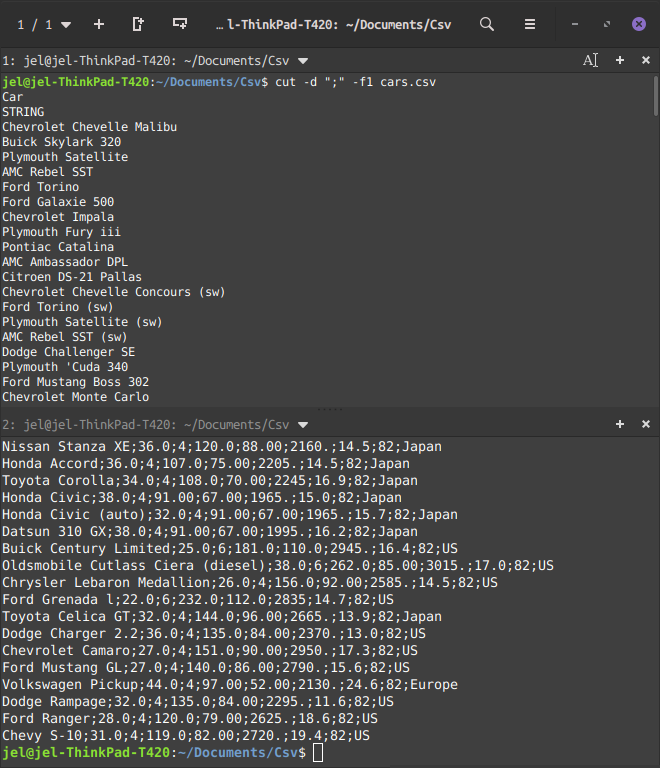 1 / 1
… l-ThinkPad-T420: ~/Documents/Csv
1: jel@jel-ThinkPad-T420: ~/Documents/Csv
jel@jel-ThinkPad-T420:~/Documents/Csv$ cut -d ";" -f1 cars.csv
Car
STRING
Chevrolet Chevelle Malibu
Buick Skylark 320
Plymouth Satellite
AMC Rebel SST
Ford Torino
Ford Galaxie 500
Chevrolet Impala
Plymouth Fury iii
Pontiac Catalina
AMC Ambassador DPL
Citroen DS-21 Pallas
Chevrolet Chevelle Concours (sw)
Ford Torino (sw)
Plymouth Satellite (sw)
AMC Rebel SST (sw)
Dodge Challenger SE
Plymouth 'Cuda 340
Ford Mustang Boss 302
Chevrolet Monte Carlo
2: jel@jel-ThinkPad-T420: ~/Documents/Csv
Nissan Stanza XE;36.0;4;120.0;88.00;2160.;14.5;82;Japan
Honda Accord;36.0;4;107.0;75.00;2205.;14.5;82;Japan
Toyota Corolla;34.0;4;108.0;70.00;2245;16.9;82;Japan
Honda Civic;38.0;4;91.00;67.00;1965.;15.0;82;Japan
Honda Civic (auto);32.0;4;91.00;67.00;1965.;15.7;82;Japan
Datsun 310 GX;38.0;4;91.00;67.00;1995.;16.2;82;Japan
Buick Century Limited;25.0;6;181.0;110.0;2945.;16.4;82;US
Oldsmobile Cutlass Ciera (diesel);38.0;6;262.0;85.00;3015.;17.0;82;US
Chrysler Lebaron Medallion;26.0;4;156.0;92.00;2585.;14.5;82;US
Ford Grenada l;22.0;6;232.0;112.0;2835;14.7;82;US
Toyota Celica GT;32.0;4;144.0;96.00;2665.;13.9;82;Japan
Dodge Charger 2.2;36.0;4;135.0;84.00;2370.;13.0;82;US
Chevrolet Camaro;27.0;4;151.0;90.00;2950.;17.3;82;US
Ford Mustang GL;27.0;4;140.0;86.00;2790.;15.6;82;US
Volkswagen Pickup;44.0;4;97.00;52.00;2130.;24.6;82;Europe
Dodge Rampage;32.0;4;135.0;84.00;2295.;11.6;82;US
Ford Ranger;28.0;4;120.0;79.00;2625.;18.6;82;US
Chevy S-10;31.0;4;119.0;82.00;2720.;19.4;82;US
jel@jel-ThinkPad-T420:~/Documents/Csv$